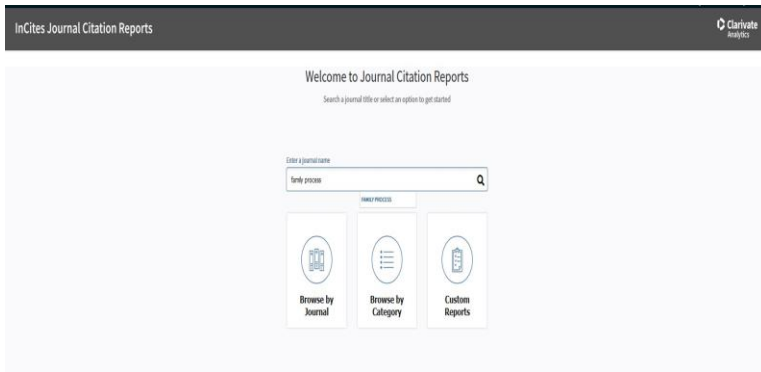 InCites Journal Citation Reports
Clarivate
Analytics
Welcome to Journal Citation Reports
Search a journal title or select an option to get started
Enter a journal name
family process
FAMILY PROCESS
Browse by
Journal
Browse by
Category
Custom
Reports